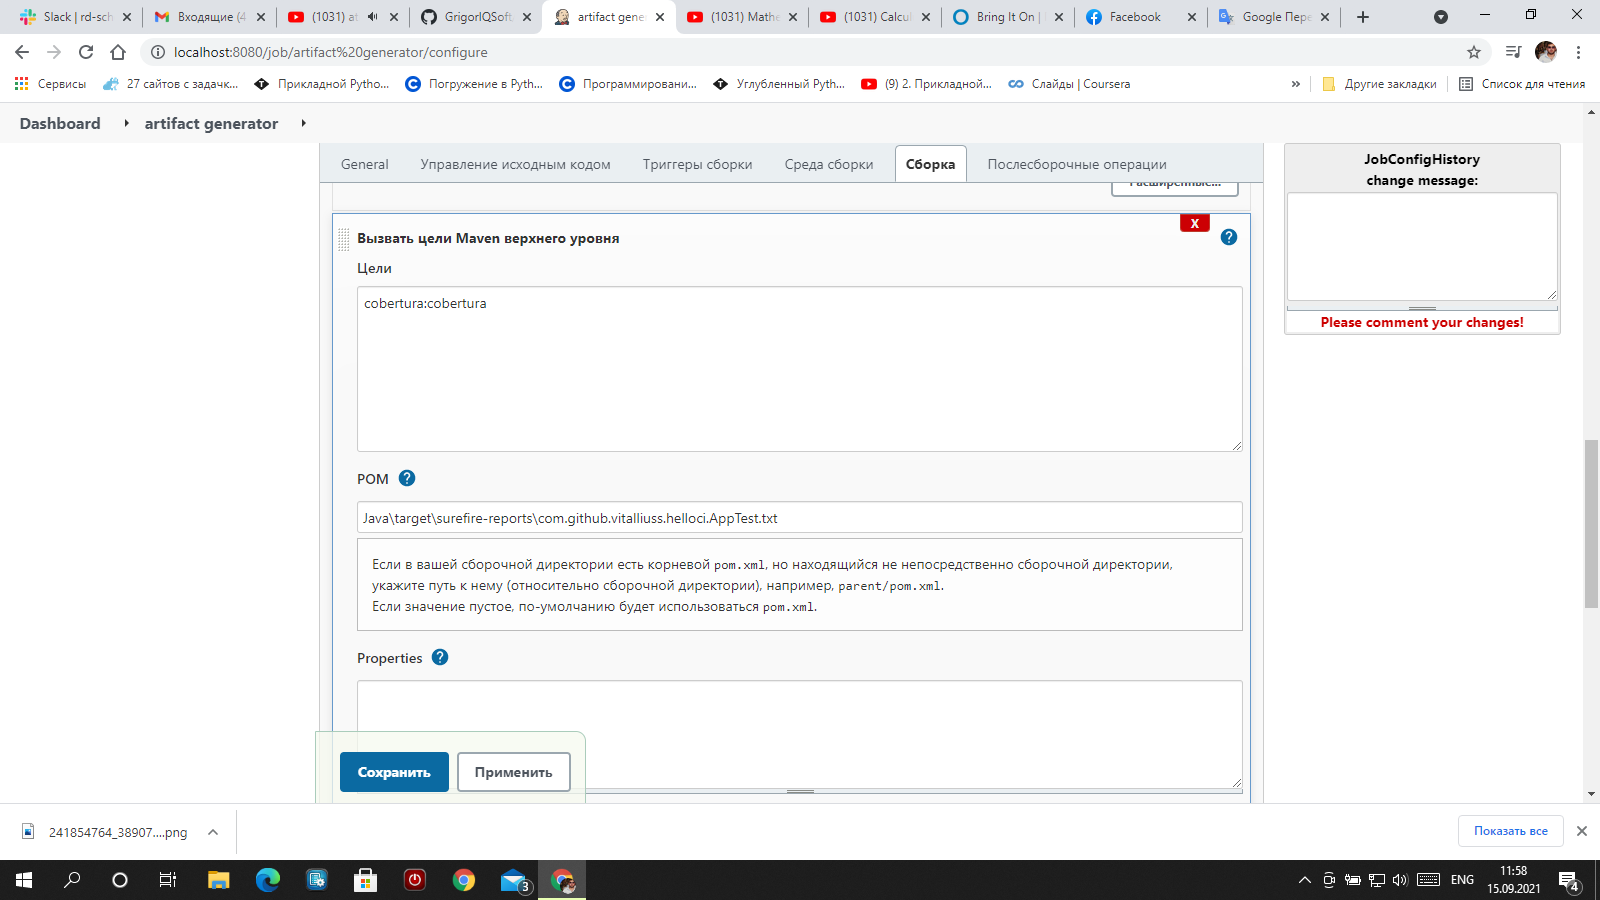 Slack | rd-sch
Входящие (4
(1031) at
GrigorIQSoft
artifact gene
(1031) Mathe
(1031) Calcul
Bring It On |
Facebook
Google Пере
localhost:8080/job/artifact%20generator/configure
Сервисы
27 сайтов с задачк...
Прикладной Pytho...
Погружение в Pyth...
Программировани...
Углубленный Pyth...
(9) 2. Прикладной...
Слайды | Coursera
»
Другие закладки
Список для чтения
Dashboard
artifact generator
General
Управление исходным кодом
Триггеры сборки
Среда сборки
Сборка
Послесборочные операции
JobConfigHistory
change message:
Please comment your changes!
Расширенные...
X
Вызвать цели Maven верхнего уровня
?
Цели
cobertura:cobertura
POM ?
Java\target\surefire-reports\com.github.vitalliuss.helloci.AppTest.txt
Если в вашей сборочной директории есть корневой pom.xml, но находящийся не непосредственно сборочной директории,
укажите путь к нему (относительно сборочной директории), например, parent/pom.xml.
Если значение пустое, по-умолчанию будет использоваться pom.xml.
Properties ?
Сохранить
Применить
241854764_38907....png
Показать все
3
ENG
11:58
15.09.2021
4